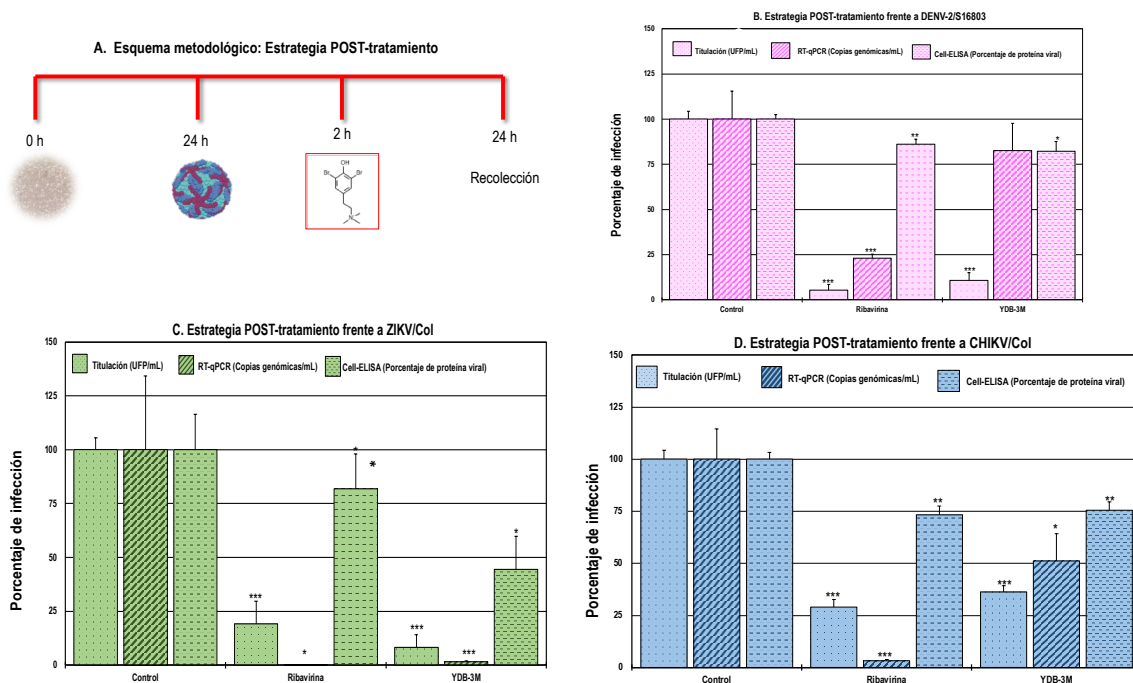 A. Esquema metodológico: Estrategia POST-tratamiento
0 h
24 h
2 h
24 h
OH
Br
Br
N⁺
Recolección
B. Estrategia POST-tratamiento frente a DENV-2/S16803
Titulación (UFP/mL)
RT-qPCR (Copias genómicas/mL)
Cell-ELISA (Porcentaje de proteína viral)
Porcentaje de infección
150
125
100
75
50
25
0
***
***
**
***
*
Control
Ribavirina
YDB-3M
C. Estrategia POST-tratamiento frente a ZIKV/Col
Titulación (UFP/mL)
RT-qPCR (Copias genómicas/mL)
Cell-ELISA (Porcentaje de proteína viral)
Porcentaje de infección
150
125
100
75
50
25
0
***
*
*
*
***
***
*
Control
Ribavirina
YDB-3M
D. Estrategia POST-tratamiento frente a CHIKV/Col
Titulación (UFP/mL)
RT-qPCR (Copias genómicas/mL)
Cell-ELISA (Porcentaje de proteína viral)
Porcentaje de infección
150
125
100
75
50
25
0
***
***
**
***
*
**
Control
Ribavirina
YDB-3M